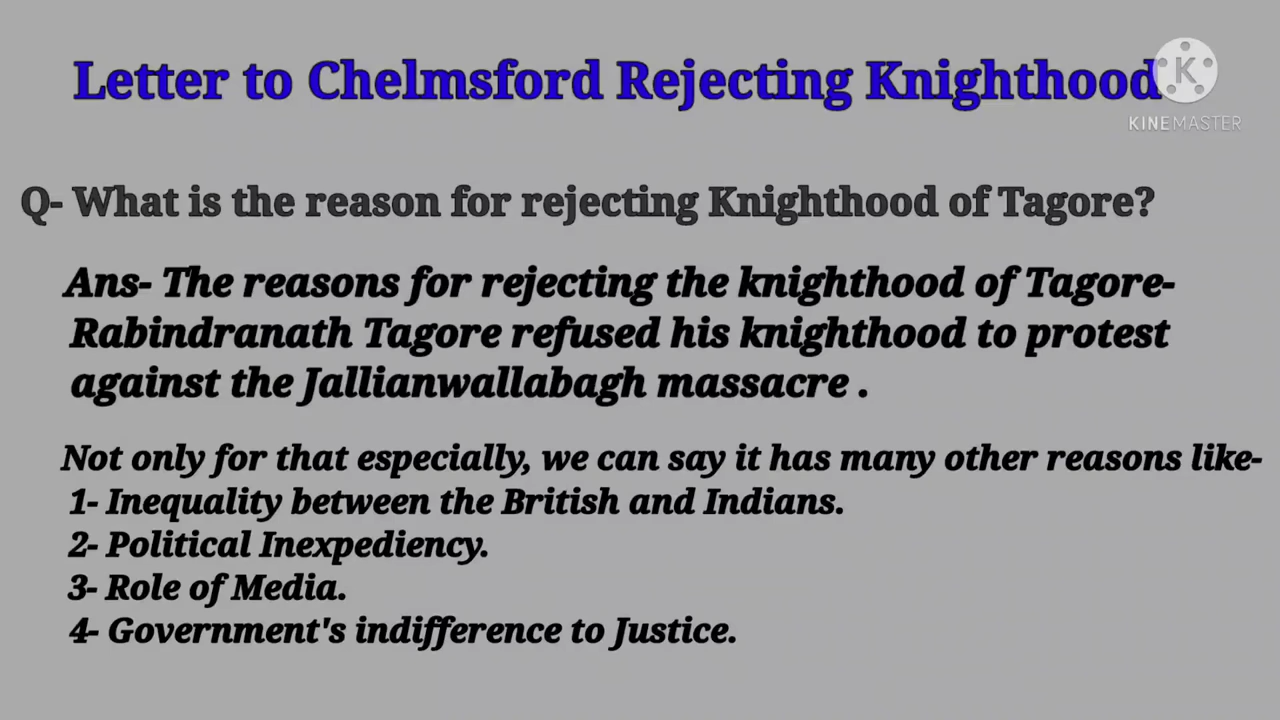 Letter to Chelmsford Rejecting Knighthood
K
KINEMASTER
Q- What is the reason for rejecting Knighthood of Tagore?
Ans- The reasons for rejecting the knighthood of Tagore-
Rabindranath Tagore refused his knighthood to protest
against the Jallianwallabagh massacre .
Not only for that especially, we can say it has many other reasons like-
1- Inequality between the British and Indians.
2- Political Inexpediency.
3- Role of Media.
4- Government's indifference to Justice.